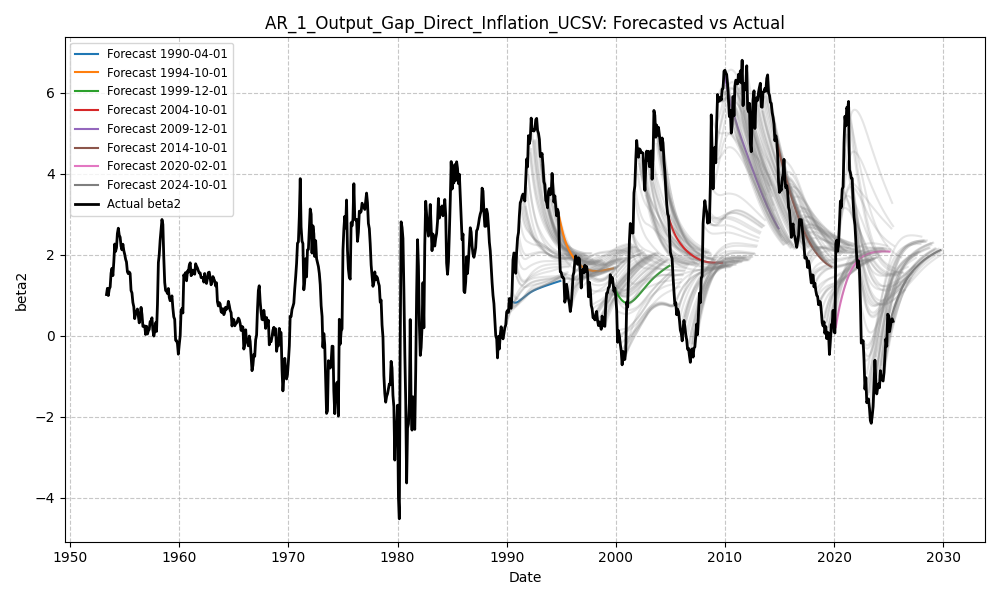 AR_1_Output_Gap_Direct_Inflation_UCSV: Forecasted vs Actual
Forecast 1990-04-01
Forecast 1994-10-01
Forecast 1999-12-01
Forecast 2004-10-01
Forecast 2009-12-01
Forecast 2014-10-01
Forecast 2020-02-01
Forecast 2024-10-01
Actual beta2
beta2
6
4
2
0
−2
−4
1950 1960 1970 1980 1990 2000 2010 2020 2030
Date